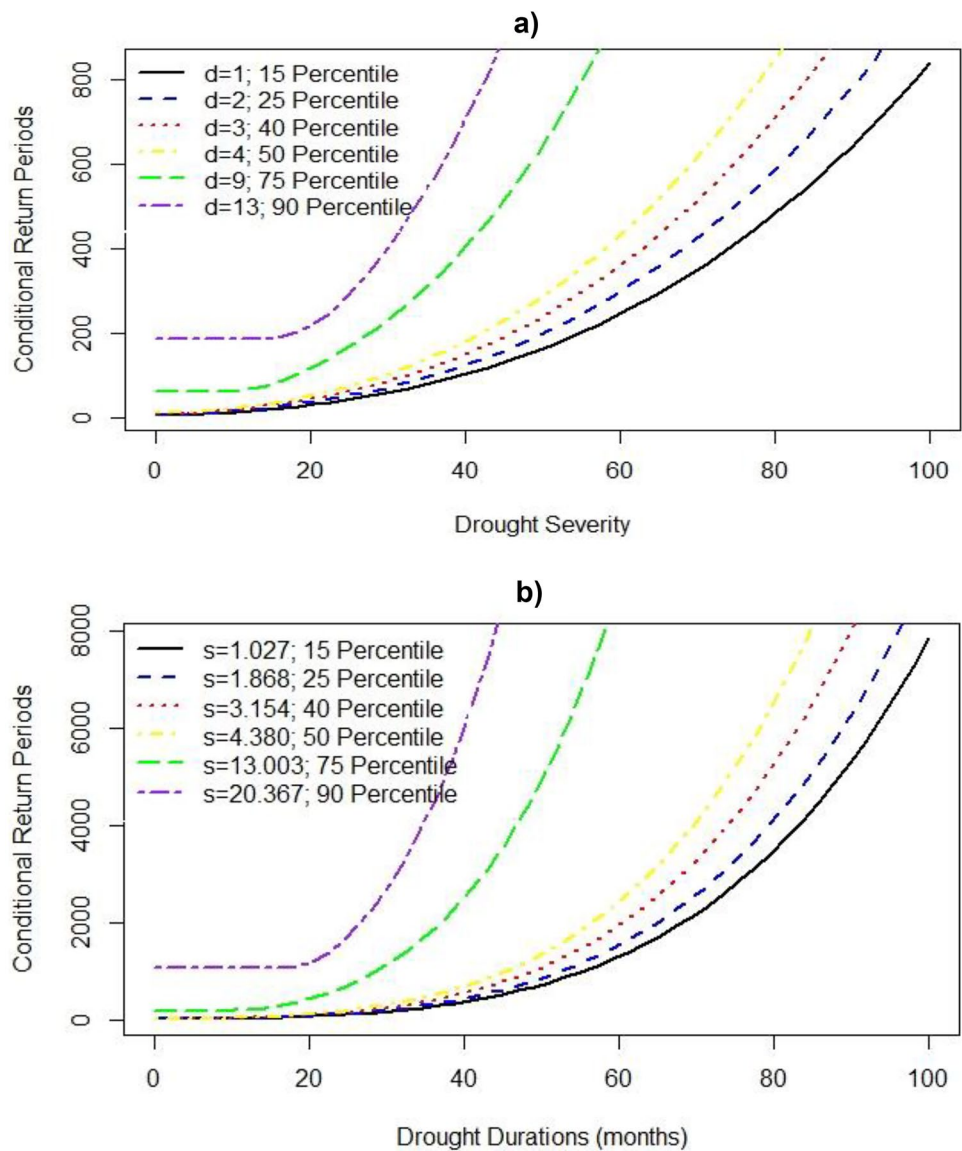 a)
Conditional Return Periods
800
600
400
200
0
d=1; 15 Percentile
d=2; 25 Percentile
d=3; 40 Percentile
d=4; 50 Percentile
d=9; 75 Percentile
d=13; 90 Percentile
0 20 40 60 80 100
Drought Severity
b)
Conditional Return Periods
8000
6000
4000
2000
0
s=1.027; 15 Percentile
s=1.868; 25 Percentile
s=3.154; 40 Percentile
s=4.380; 50 Percentile
s=13.003; 75 Percentile
s=20.367; 90 Percentile
0 20 40 60 80 100
Drought Durations (months)